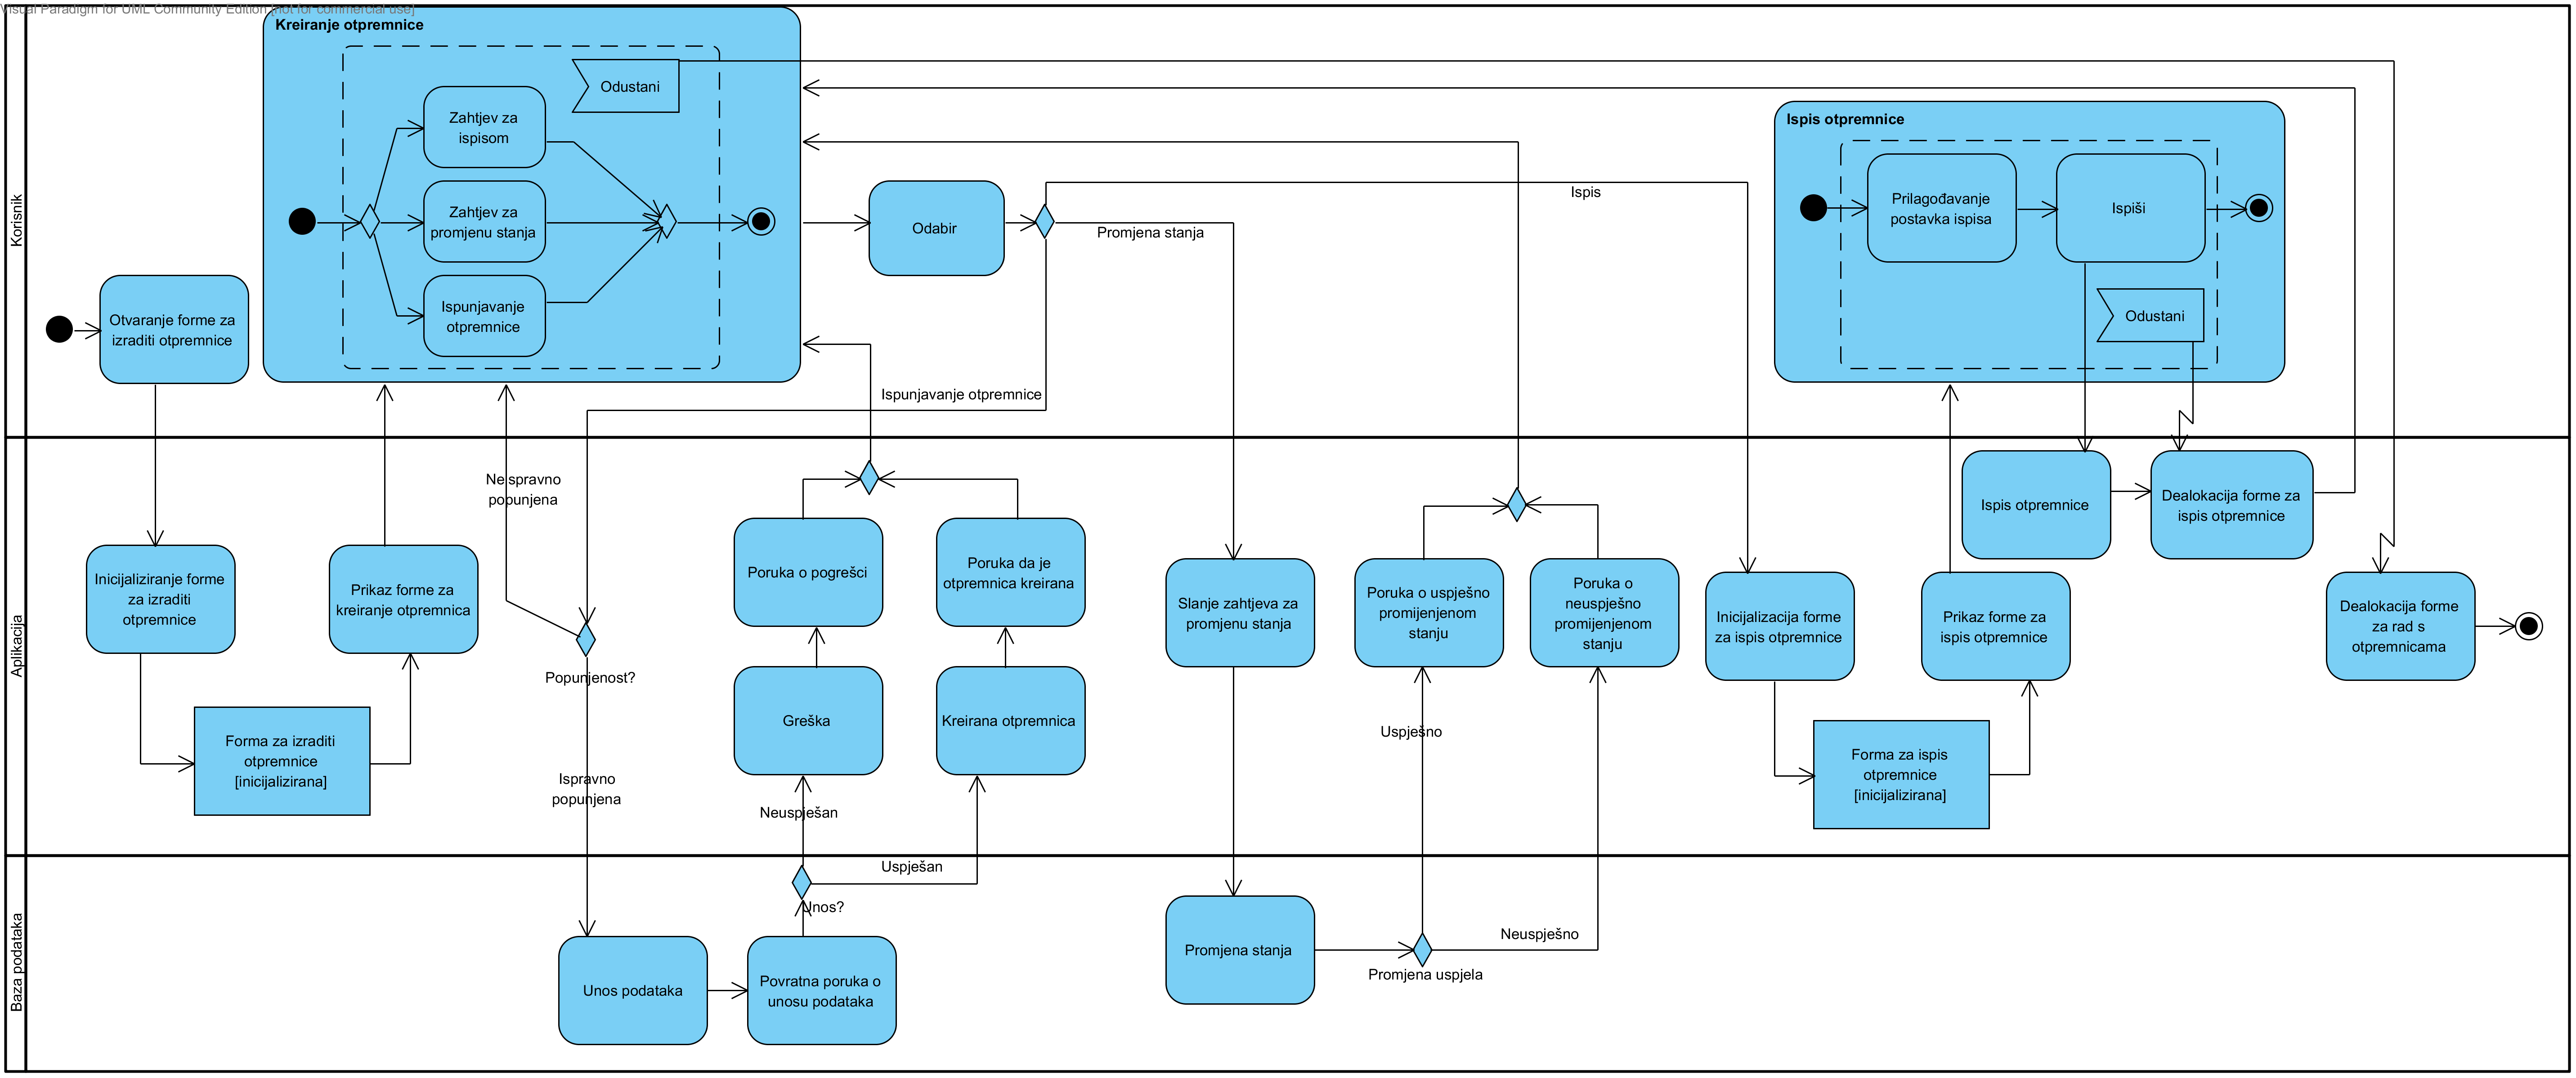 Visual Paradigm for UML Community Edition [not for commercial use]
Korisnik
Kreiranje otpremnice
Odustani
Zahtjev za
ispisom
Zahtjev za
promjenu stanja
Ispunjavanje
otpremnice
Otvaranje forme za
izraditi otpremnice
Odabir
Promjena stanja
Ispis
Ispunjavanje otpremnice
Ispis otpremnice
Prilagođavanje
postavka ispisa
Ispiši
Odustani
Aplikacija
Ne ispravno
popunjena
Inicijaliziranje forme
za izraditi
otpremnice
Prikaz forme za
kreiranje otpremnica
Forma za izraditi
otpremnice
[inicijalizirana]
Popunjenost?
Ispravno
popunjena
Poruka o pogrešci
Poruka da je
otpremnica kreirana
Greška
Kreirana otpremnica
Neuspješan
Slanje zahtjeva za
promjenu stanja
Poruka o uspješno
promijenjenom
stanju
Poruka o
neuspješno
promijenjenom
stanju
Uspješno
Inicijalizacija forme
za ispis otpremnice
Prikaz forme za
ispis otpremnice
Forma za ispis
otpremnice
[inicijalizirana]
Ispis otpremnice
Dealokacija forme za
ispis otpremnice
Dealokacija forme
za rad s
otpremnicama
Baza podataka
Uspješan
Unos?
Unos podataka
Povratna poruka o
unosu podataka
Promjena stanja
Promjena uspjela
Neuspješno